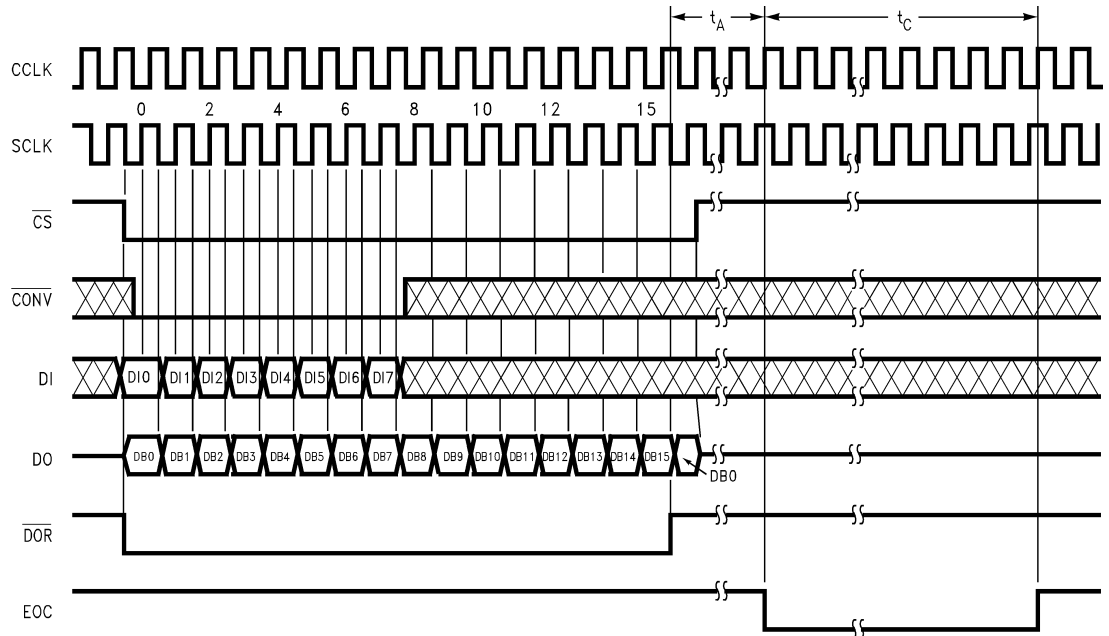 tA tC
CCLK
0 2 4 6 8 10 12 15
SCLK
CS
CONV
DI DI0 DI1 DI2 DI3 DI4 DI5 DI6 DI7
DO DB0 DB1 DB2 DB3 DB4 DB5 DB6 DB7 DB8 DB9 DB10 DB11 DB12 DB13 DB14 DB15
DB0
DOR
EOC